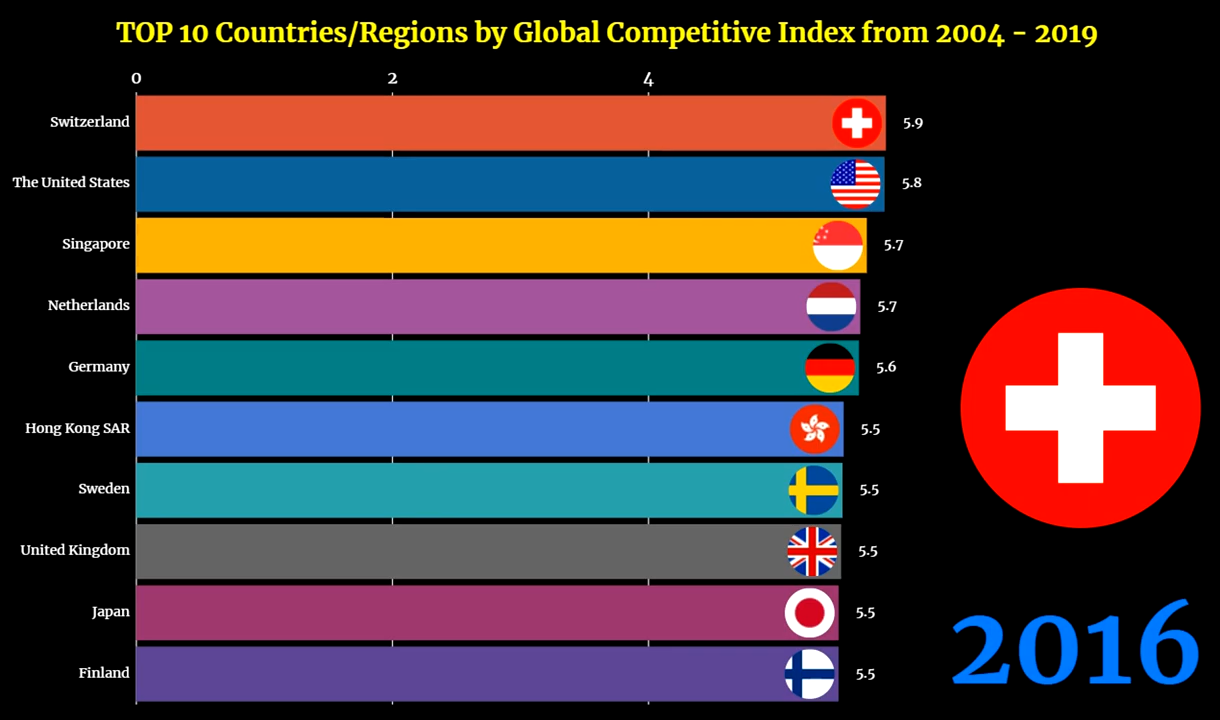 TOP 10 Countries/Regions by Global Competitive Index from 2004 - 2019
0 2 4
Switzerland 5.9
The United States 5.8
Singapore 5.7
Netherlands 5.7
Germany 5.6
Hong Kong SAR 5.5
Sweden 5.5
United Kingdom 5.5
Japan 5.5
Finland 5.5
2016